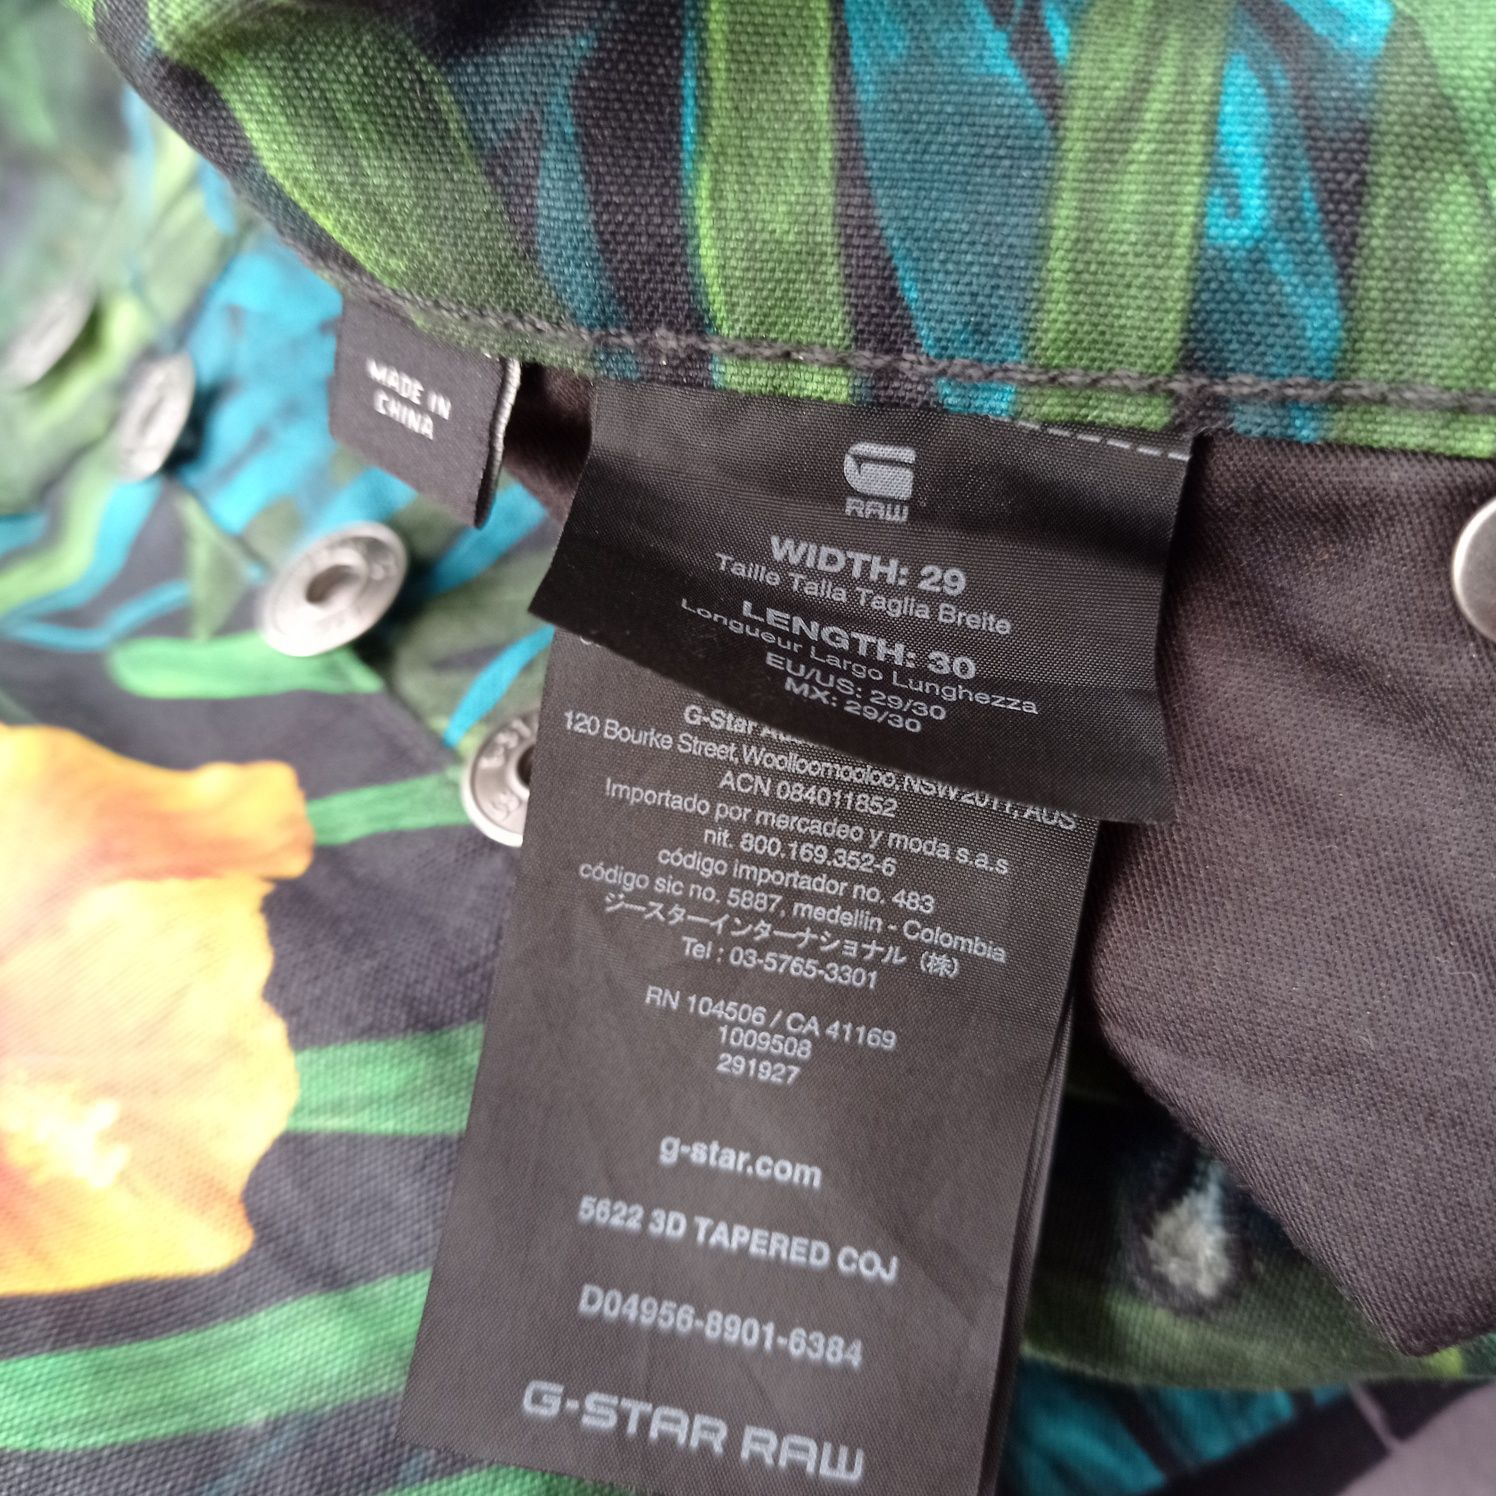 MADE IN
CHINA
RAW
WIDTH: 29
Taille Talla Taglia Breite
LENGTH: 30
Longueur Largo Lunghezza
EU/US: 29/30
MX: 29/30
G-Star
120 Bourke Street, Woolloomooloo, NSW 2011, AUS
ACN 084011852
Importado por mercadeo y moda s.a.s
nit. 800.169.352-6
código importador no. 483
código sic no. 5887, medellin - Colombia
ジースターインターナショナル（株）
Tel : 03-5765-3301
RN 104506 / CA 41169
1009508
291927
g-star.com
5622 3D TAPERED COJ
D04956-8901-6384
G-STAR RAW